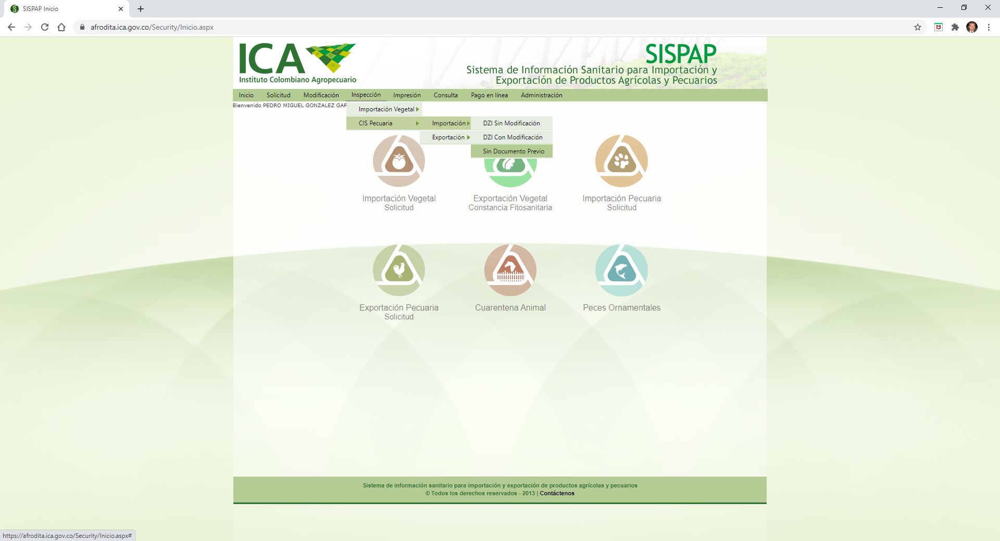 SISPAP Inicio
afrodita.ica.gov.co/Security/Inicio.aspx
ICA
Instituto Colombiano Agropecuario
SISPAP
Sistema de Información Sanitario para Importación y
Exportación de Productos Agrícolas y Pecuarios
Inicio Solicitud Modificación Inspección Impresión Consulta Pago en línea Administración
Bienvenido PEDRO MIGUEL GONZALEZ GAR
Importación Vegetal
CIS Pecuaria Importación DZI Sin Modificación
Exportación DZI Con Modificación
Sin Documento Previo
Importación Vegetal
Solicitud
Exportación Vegetal
Constancia Fitosanitaria
Importación Pecuaria
Solicitud
Exportación Pecuaria
Solicitud
Cuarentena Animal
Peces Ornamentales
Sistema de información sanitario para importación y exportación de productos agrícolas y pecuarios
© Todos los derechos reservados - 2013 | Contáctenos
https://afrodita.ica.gov.co/Security/Inicio.aspx#